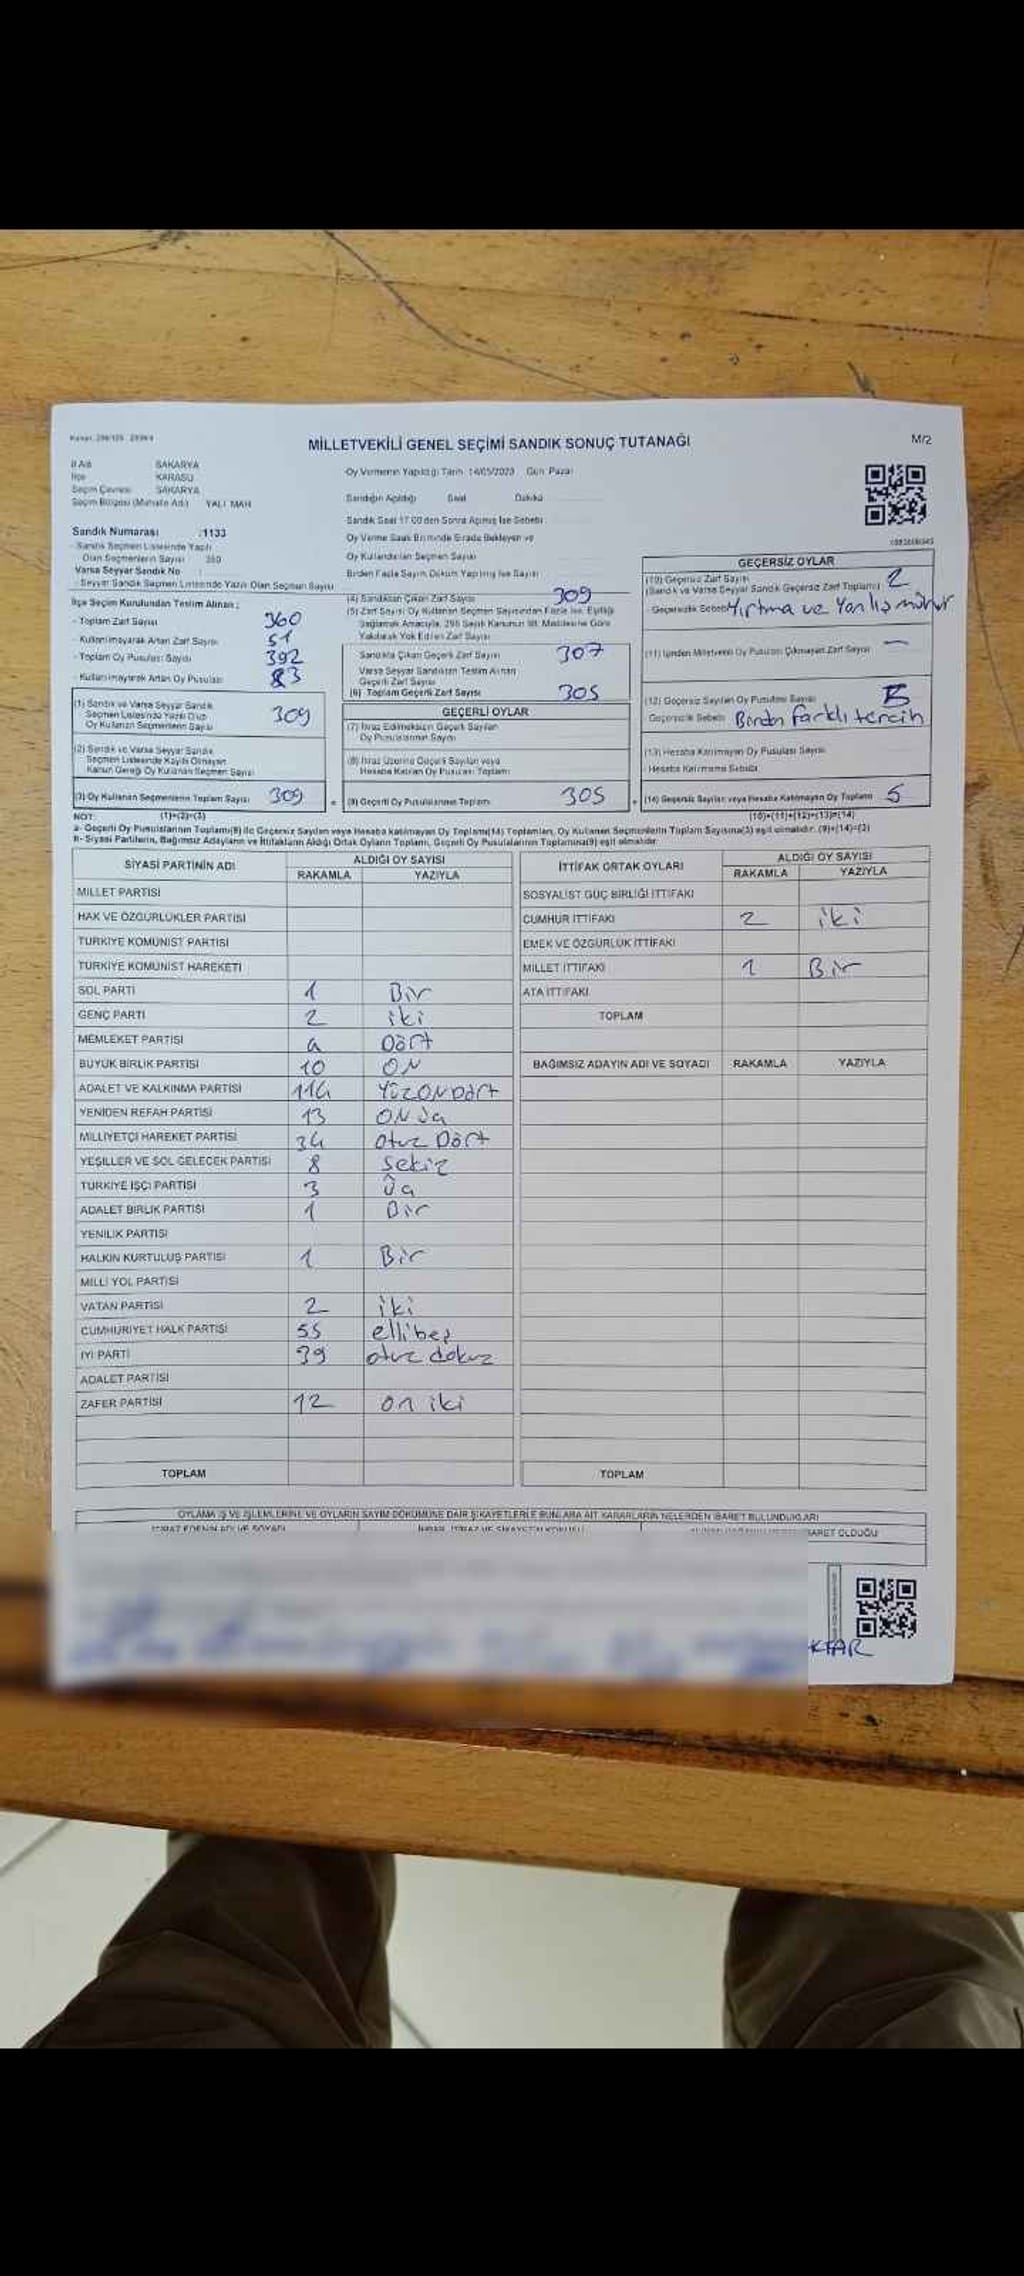 MİLLETVEKİLİ GENEL SEÇİMİ SANDIK SONUÇ TUTANAĞI
M/2
İl Adı SAKARYA
İlçe KARASU
Seçim Çevresi SAKARYA
Seçim Bölgesi (Mahalle Adı) YALI MAH
Sandık Numarası :1133
- Sandık Seçmen Listesinde Yazılı
Olan Seçmenlerin Sayısı
Varsa Seyyar Sandık No
- Seyyar Sandık Seçmen Listesinde Yazılı Olan Seçmen Sayısı
İlçe Seçim Kurulundan Teslim Alınan ;
- Toplam Zarf Sayısı 360
- Kullanılmayarak Artan Zarf Sayısı 51
- Toplam Oy Pusulası Sayısı 392
- Kullanılmayarak Artan Oy Pusulası 83
(1) Sandık ve Varsa Seyyar Sandık
Seçmen Listesinde Yazılı Olup
Oy Kullanan Seçmenlerin Sayısı 309
(2) Sandık ve Varsa Seyyar Sandık
Seçmen Listesinde Kayıtlı Olmayan
Kanun Gereği Oy Kullanan Seçmen Sayısı
(3) Oy Kullanan Seçmenlerin Toplam Sayısı 309
Oy Vermenin Yapıldığı Tarih 14/05/2023 Gün Pazar
Sandığın Açıldığı Saat Dakika
Sandık Saat 17.00'den Sonra Açılmış İse Sebebi
Oy Verme Saati Bitiminde Sırada Bekleyen ve
Oy Kullandırılan Seçmen Sayısı
Birden Fazla Sayım Döküm Yapılmış İse Sayısı
(4) Sandıktan Çıkan Zarf Sayısı 309
(5) Zarf Sayısı Oy Kullanan Seçmen Sayısından Fazla İse, Eşitliği
Sağlamak Amacıyla, 298 Sayılı Kanunun 98. Maddesine Göre
Yakılarak Yok Edilen Zarf Sayısı
Sandıkta Çıkan Geçerli Zarf Sayısı 307
Varsa Seyyar Sandıktan Teslim Alınan
Geçerli Zarf Sayısı
(6) Toplam Geçerli Zarf Sayısı 305
GEÇERLİ OYLAR
(7) İtiraz Edilmeksizin Geçerli Sayılan
Oy Pusulalarının Sayısı
(8) İtiraz Üzerine Geçerli Sayılan veya
Hesaba Katılan Oy Pusulası Toplamı
= (9) Geçerli Oy Pusulalarının Toplamı 305
GEÇERSİZ OYLAR
(10) Geçersiz Zarf Sayısı
(Sandık ve Varsa Seyyar Sandık Geçersiz Zarf Toplamı) 2
- Geçersizlik Sebebi Yırtma ve Yanlış mühür
(11) İçinden Milletvekili Oy Pusulası Çıkmayan Zarf Sayısı —
(12) Geçersiz Sayılan Oy Pusulası Sayısı
Geçersizlik Sebebi Birden farklı tercih
(13) Hesaba Katılmayan Oy Pusulası Sayısı
- Hesaba Katılmama Sebebi
+ (14) Geçersiz Sayılan veya Hesaba Katılmayan Oy Toplamı 5
NOT: (1)+(2)=(3)
(10)+(11)+(12)+(13)=(14)
a- Geçerli Oy Pusulalarının Toplamı(9) ile Geçersiz Sayılan veya Hesaba katılmayan Oy Toplamı(14) Toplamları, Oy Kullanan Seçmenlerin Toplam Sayısına(3) eşit olmalıdır. (9)+(14)=(3)
b- Siyasi Partilerin, Bağımsız Adayların ve İttifakların Aldığı Ortak Oyların Toplamı, Geçerli Oy Pusulalarının Toplamına(9) eşit olmalıdır.
SİYASİ PARTİNİN ADI ALDIĞI OY SAYISI
RAKAMLA YAZIYLA
MİLLET PARTİSİ
HAK VE ÖZGÜRLÜKLER PARTİSİ
TÜRKİYE KOMÜNİST PARTİSİ
TÜRKİYE KOMÜNİST HAREKETİ
SOL PARTİ 1 Bir
GENÇ PARTİ 2 iki
MEMLEKET PARTİSİ 4 Dört
BÜYÜK BİRLİK PARTİSİ 10 ON
ADALET VE KALKINMA PARTİSİ 114 YÜZONDört
YENİDEN REFAH PARTİSİ 13 ON üç
MİLLİYETÇİ HAREKET PARTİSİ 34 Otuz Dört
YEŞİLLER VE SOL GELECEK PARTİSİ 8 Sekiz
TÜRKİYE İŞÇİ PARTİSİ 3 Üç
ADALET BİRLİK PARTİSİ 1 Bir
YENİLİK PARTİSİ
HALKIN KURTULUŞ PARTİSİ 1 Bir
MİLLİ YOL PARTİSİ
VATAN PARTİSİ 2 iki
CUMHURİYET HALK PARTİSİ 55 ellibeş
İYİ PARTİ 39 otuz dokuz
ADALET PARTİSİ
ZAFER PARTİSİ 12 on iki
TOPLAM
İTTİFAK ORTAK OYLARI ALDIĞI OY SAYISI
RAKAMLA YAZIYLA
SOSYALİST GÜÇ BİRLİĞİ İTTİFAKI
CUMHUR İTTİFAKI 2 iki
EMEK VE ÖZGÜRLÜK İTTİFAKI
MİLLET İTTİFAKI 1 Bir
ATA İTTİFAKI
TOPLAM
BAĞIMSIZ ADAYIN ADI VE SOYADI RAKAMLA YAZIYLA
TOPLAM
OYLAMA İŞ VE İŞLEMLERİNE VE OYLARIN SAYIM DÖKÜMÜNE DAİR ŞİKAYETLERLE BUNLARA AİT KARARLARIN NELERDEN İBARET BULUNDUKLARI
İTİRAZ EDENİN ADI VE SOYADI